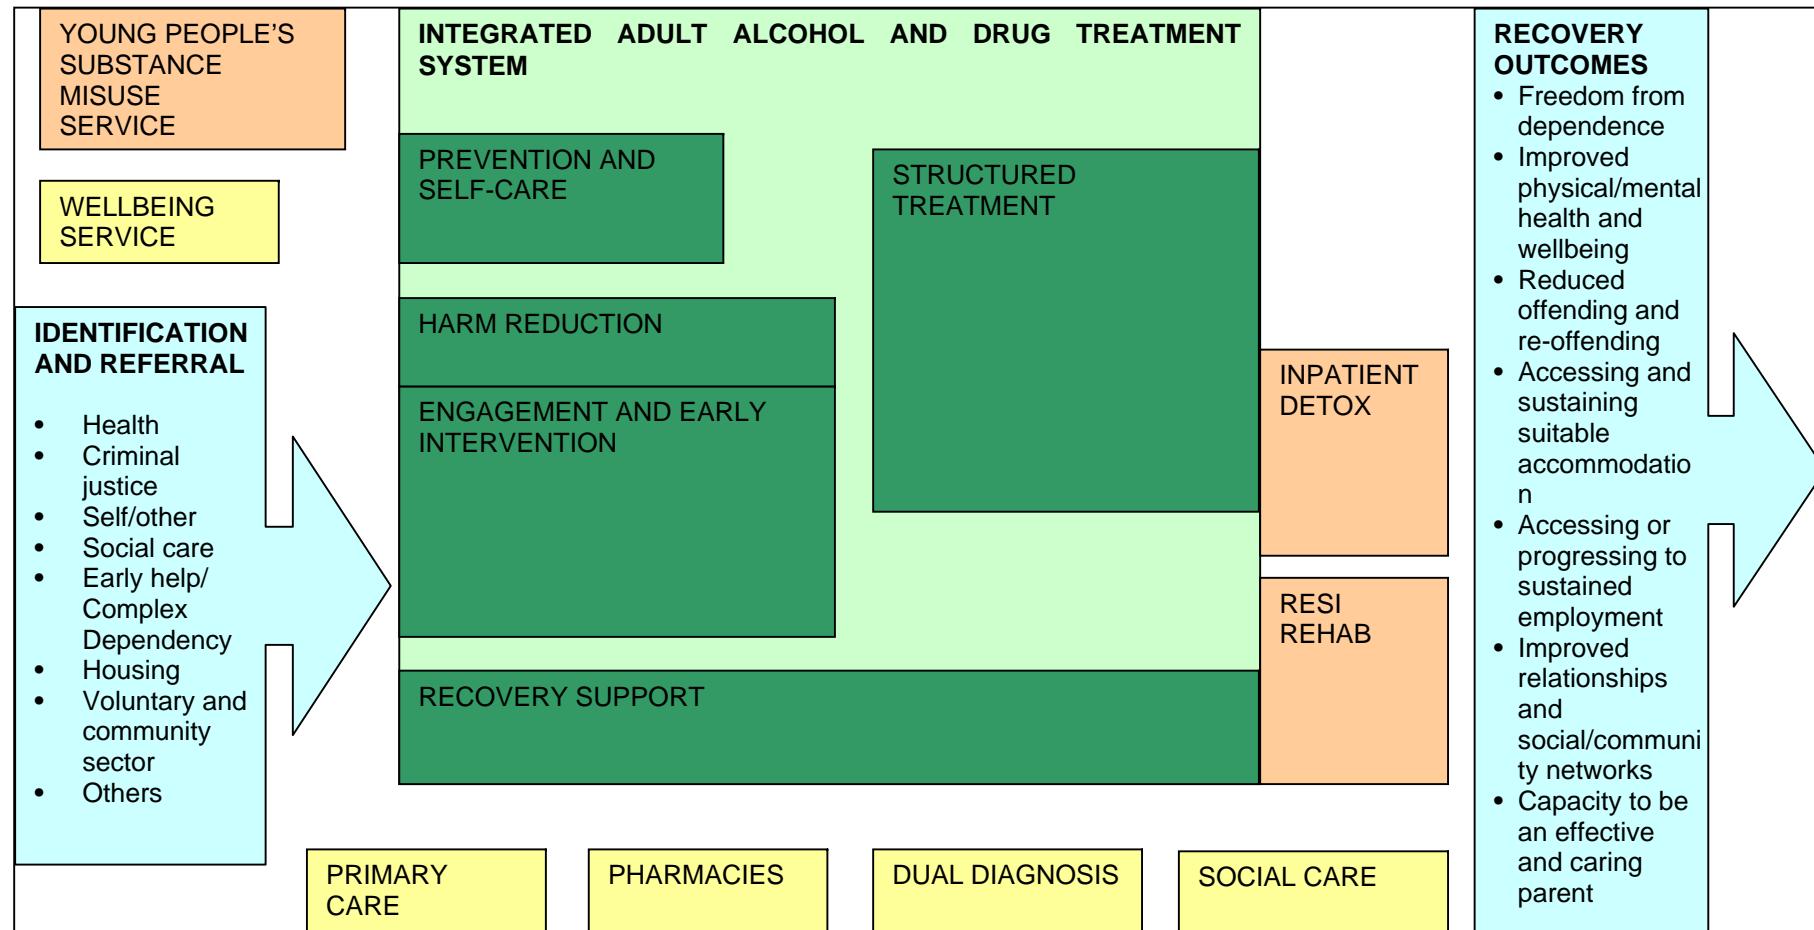 YOUNG PEOPLE'S
SUBSTANCE
MISUSE
SERVICE
WELLBEING
SERVICE
IDENTIFICATION
AND REFERRAL
• Health
• Criminal
justice
• Self/other
• Social care
• Early help/
Complex
Dependency
• Housing
• Voluntary and
community
sector
• Others
INTEGRATED ADULT ALCOHOL AND DRUG TREATMENT
SYSTEM
PREVENTION AND
SELF-CARE
HARM REDUCTION
ENGAGEMENT AND EARLY
INTERVENTION
STRUCTURED
TREATMENT
RECOVERY SUPPORT
INPATIENT
DETOX
RESI
REHAB
PRIMARY
CARE
PHARMACIES
DUAL DIAGNOSIS
SOCIAL CARE
RECOVERY
OUTCOMES
• Freedom from
dependence
• Improved
physical/mental
health and
wellbeing
• Reduced
offending and
re-offending
• Accessing and
sustaining
suitable
accommodatio
n
• Accessing or
progressing to
sustained
employment
• Improved
relationships
and
social/communi
ty networks
• Capacity to be
an effective
and caring
parent